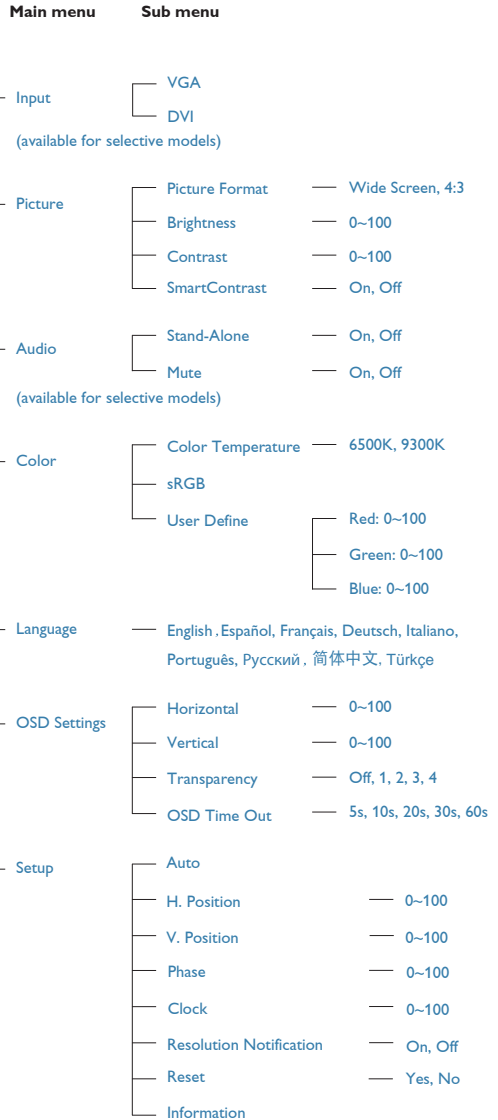 Main menu Sub menu
VGA
Input
DVI
(available for selective models)
Picture Format Wide Screen, 4:3
Picture
Brightness 0~100
Contrast 0~100
SmartContrast On, Off
Stand-Alone On, Off
Audio
Mute On, Off
(available for selective models)
Color Temperature 6500K, 9300K
Color
sRGB
User Define Red: 0~100
Green: 0~100
Blue: 0~100
Language English , Español, Français, Deutsch, Italiano,
Português, Русский , 简体中文, Türkçe
Horizontal 0~100
OSD Settings
Vertical 0~100
Transparency Off, 1, 2, 3, 4
OSD Time Out 5s, 10s, 20s, 30s, 60s
Auto
Setup
H. Position 0~100
V. Position 0~100
Phase 0~100
Clock 0~100
Resolution Notification On, Off
Reset Yes, No
Information